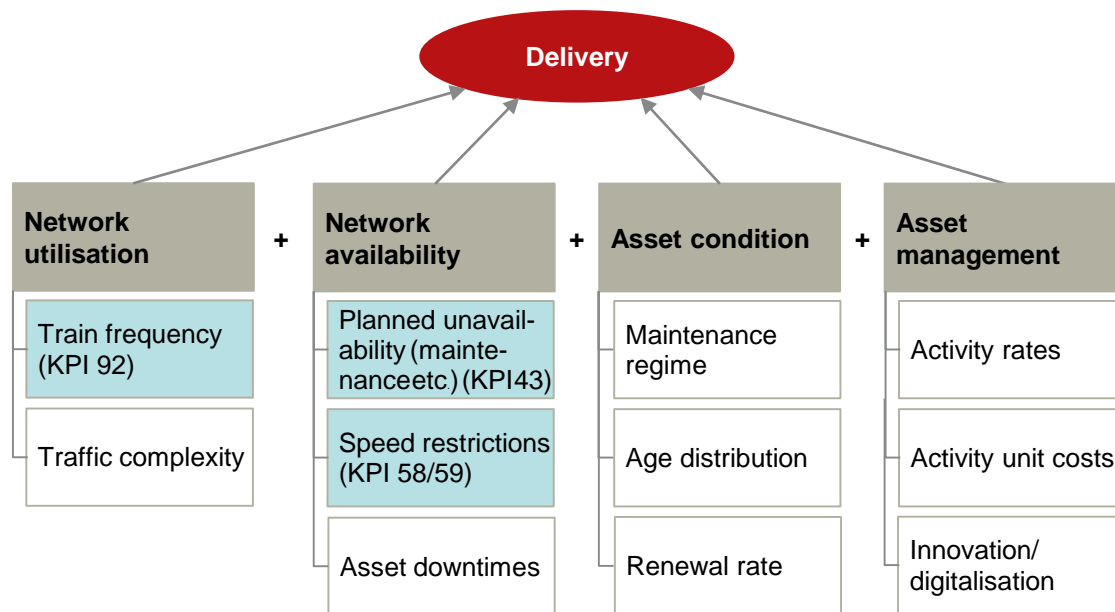 Delivery
Network
utilisation
+
Network
availability
+
Asset condition
+
Asset
management
Train frequency
(KPI 92)
Traffic complexity
Planned unavail-
ability (mainte-
nanceetc.) (KPI43)
Speed restrictions
(KPI 58/59)
Asset downtimes
Maintenance
regime
Age distribution
Renewal rate
Activity rates
Activity unit costs
Innovation/
digitalisation